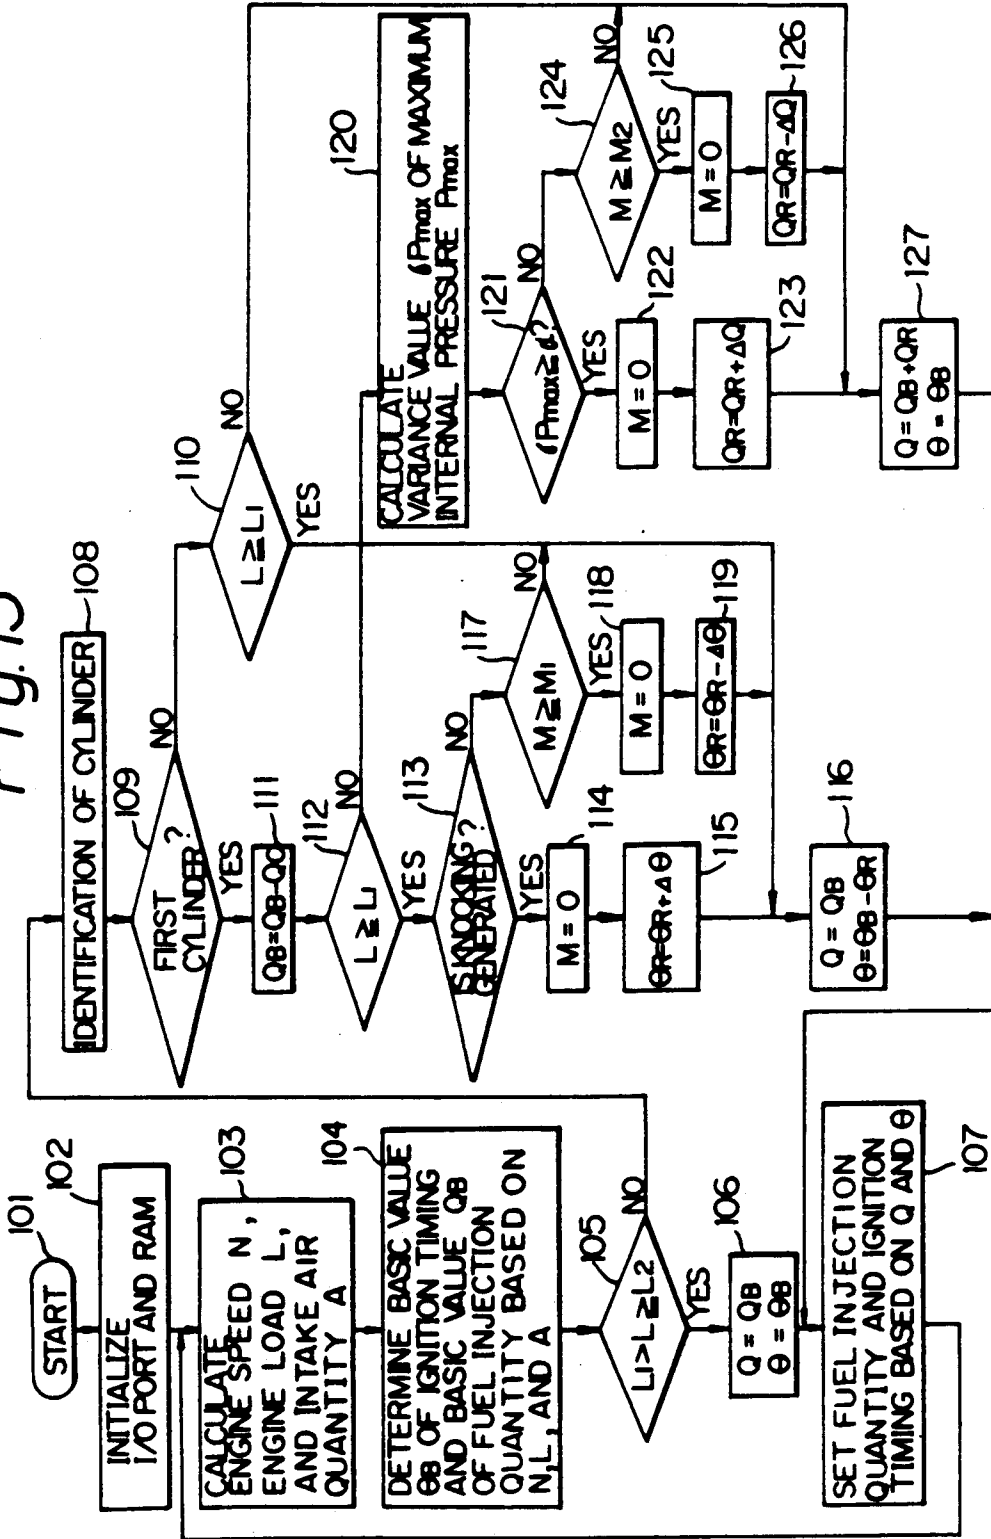 Fig. 15
START
101
INITIALIZE
I/O PORT AND RAM
102
CALCULATE
ENGINE SPEED N,
ENGINE LOAD L,
AND INTAKE AIR
QUANTITY A
103
DETERMINE BASIC VALUE
θB OF IGNITION TIMING
AND BASIC VALUE QB
OF FUEL INJECTION
QUANTITY BASED ON
N, L, AND A
104
L1>L≧L2
105
NO
YES
Q = QB
θ = θB
106
SET FUEL INJECTION
QUANTITY AND IGNITION
TIMING BASED ON Q AND θ
107
IDENTIFICATION OF CYLINDER
108
FIRST
CYLINDER?
109
NO
YES
L≧L1
110
NO
YES
QB=QB-QC
111
L≧L1
112
NO
YES
IS KNOCKING
GENERATED?
113
NO
YES
M=0
114
θR=θR+Δθ
115
Q = QB
θ=θB-θR
116
M≧M1
117
NO
YES
M=0
118
θR=θR-Δθ
119
CALCULATE
VARIANCE VALUE σPmax OF MAXIMUM
INTERNAL PRESSURE Pmax
120
σPmax≧α?
121
NO
YES
M=0
122
QR=QR+ΔQ
123
M≧M2
124
NO
YES
M=0
125
QR=QR-ΔQ
126
Q=QB+QR
θ = θB
127